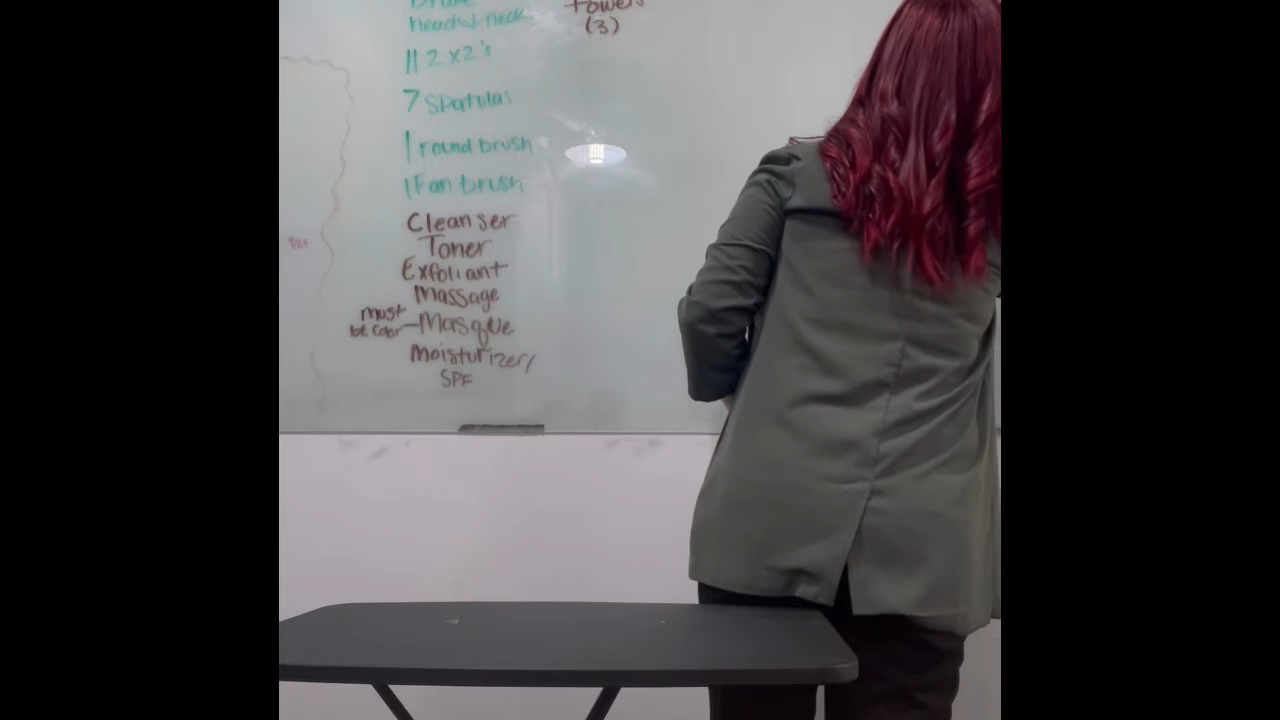 Drape
head & neck
11 2x2's
7 spatulas
1 round brush
1 Fan brush
Cleanser
Toner
Exfoliant
Massage
must
be color - Masque
Moisturizer/
SPF
Towels
(3)